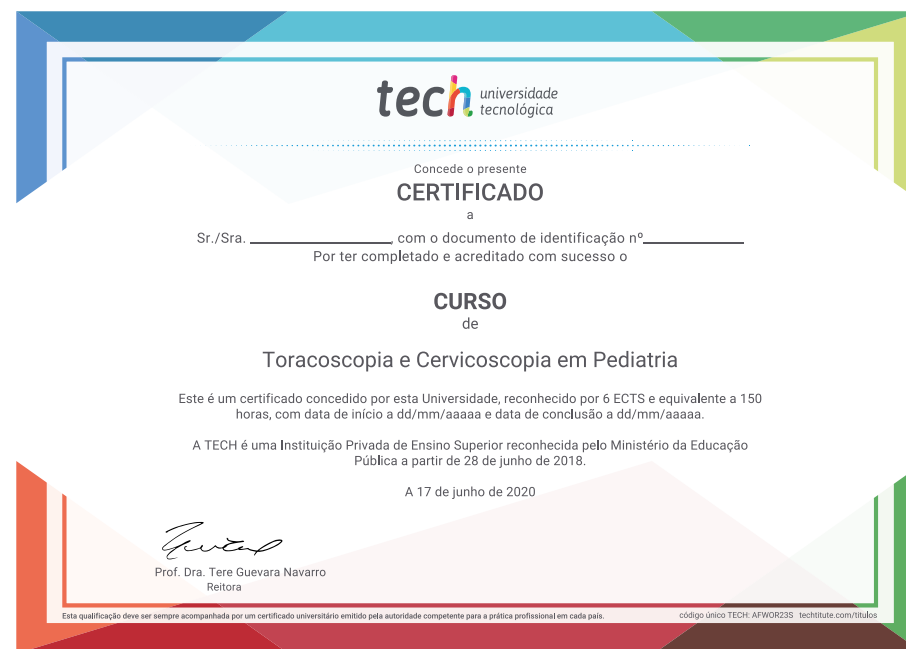 tech universidade
tecnológica
Concede o presente
CERTIFICADO
a
Sr./Sra. ________________, com o documento de identificação nº____________
Por ter completado e acreditado com sucesso o
CURSO
de
Toracoscopia e Cervicoscopia em Pediatria
Este é um certificado concedido por esta Universidade, reconhecido por 6 ECTS e equivalente a 150
horas, com data de início a dd/mm/aaaaa e data de conclusão a dd/mm/aaaaa.
A TECH é uma Instituição Privada de Ensino Superior reconhecida pelo Ministério da Educação
Pública a partir de 28 de junho de 2018.
A 17 de junho de 2020
Prof. Dra. Tere Guevara Navarro
Reitora
Esta qualificação deve ser sempre acompanhada por um certificado universitário emitido pela autoridade competente para a prática profissional em cada país.
código único TECH: AFWOR23S techtitute.com/titulos